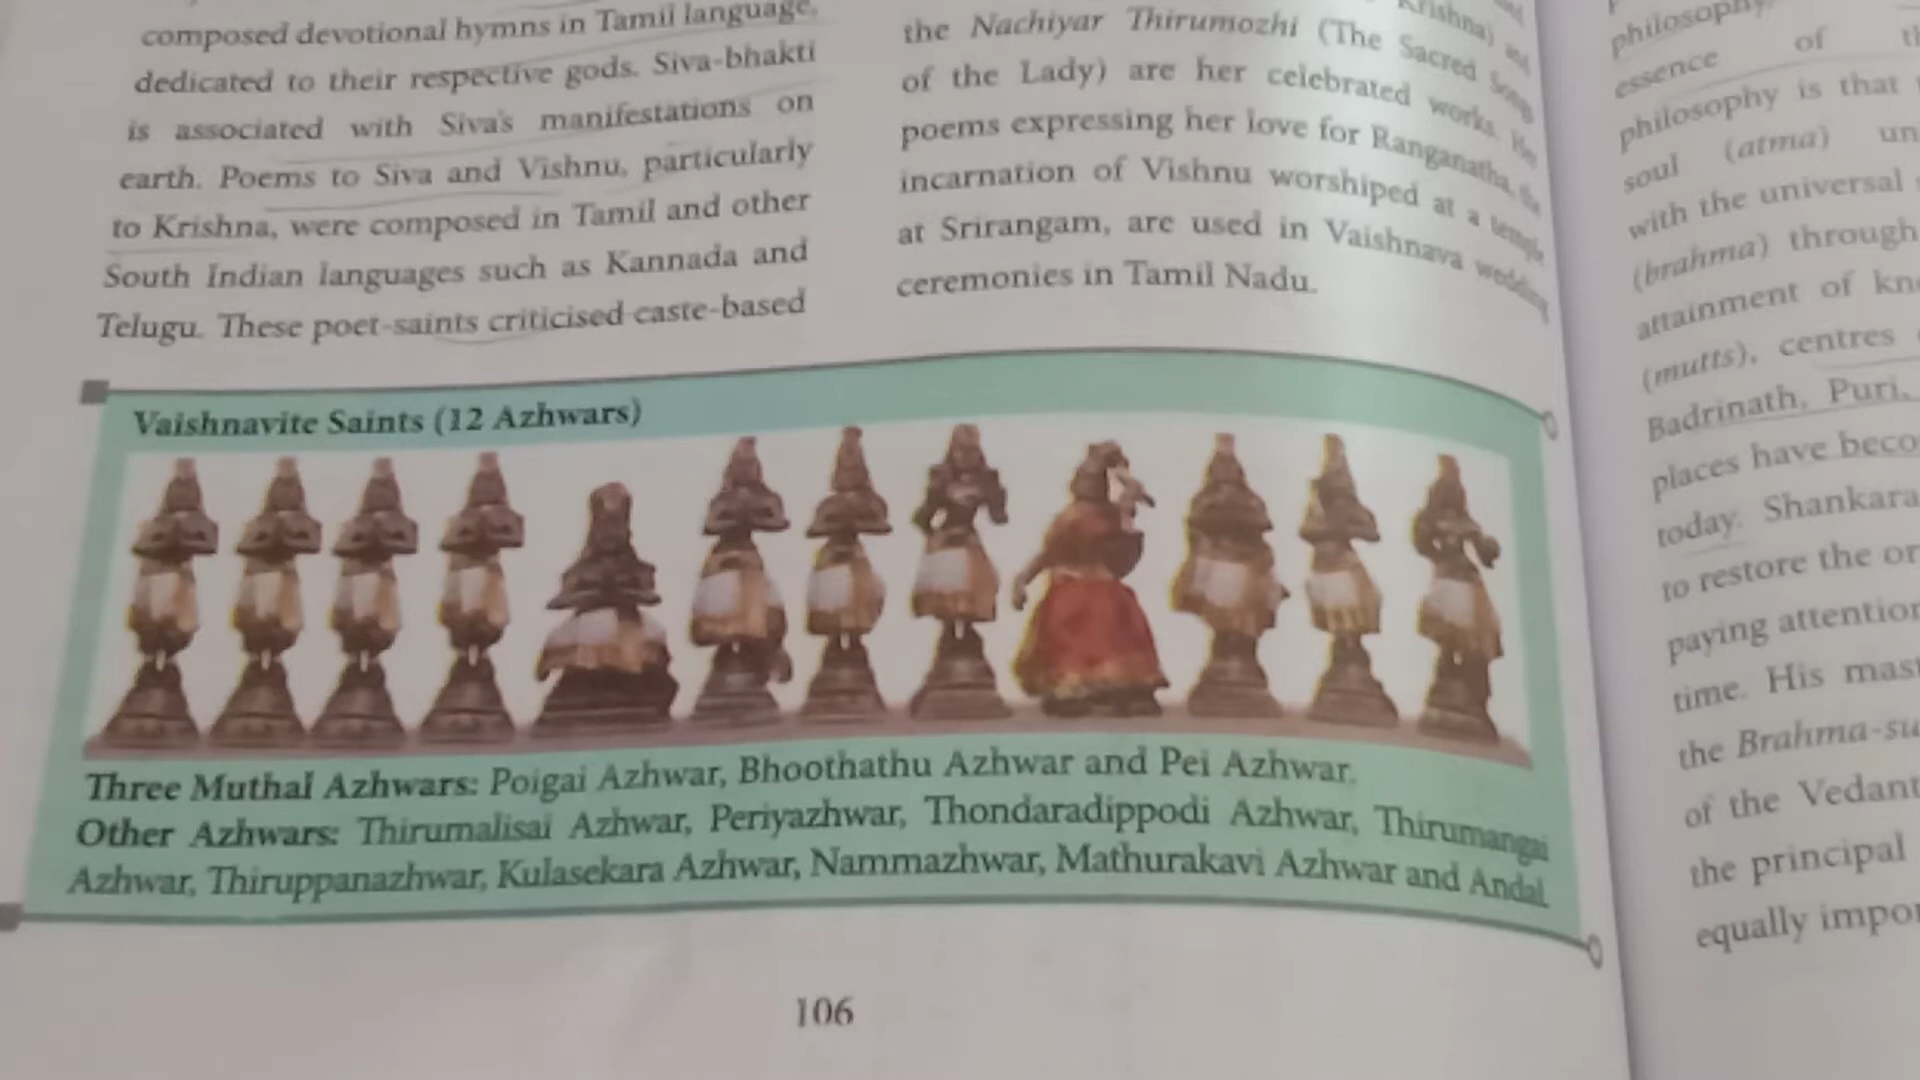 composed devotional hymns in Tamil language,
dedicated to their respective gods. Siva-bhakti
is associated with Siva's manifestations on
earth. Poems to Siva and Vishnu, particularly
to Krishna, were composed in Tamil and other
South Indian languages such as Kannada and
Telugu. These poet-saints criticised caste-based
Krishna) and
the Nachiyar Thirumozhi (The Sacred Song
of the Lady) are her celebrated works. Her
poems expressing her love for Ranganatha, the
incarnation of Vishnu worshiped at a temple
at Srirangam, are used in Vaishnava wedding
ceremonies in Tamil Nadu.
Vaishnavite Saints (12 Azhwars)
Three Muthal Azhwars: Poigai Azhwar, Bhoothathu Azhwar and Pei Azhwar.
Other Azhwars: Thirumalisai Azhwar, Periyazhwar, Thondaradippodi Azhwar, Thirumangai
Azhwar, Thiruppanazhwar, Kulasekara Azhwar, Nammazhwar, Mathurakavi Azhwar and Andal
106
philosophy.
essence of
philosophy is that
soul (atma)
with the universal
(brahma) through
attainment of
(mutts), centres
Badrinath, Puri,
places have
today. Shankara
to restore the
paying
time. His
the
of the
the principal
equally